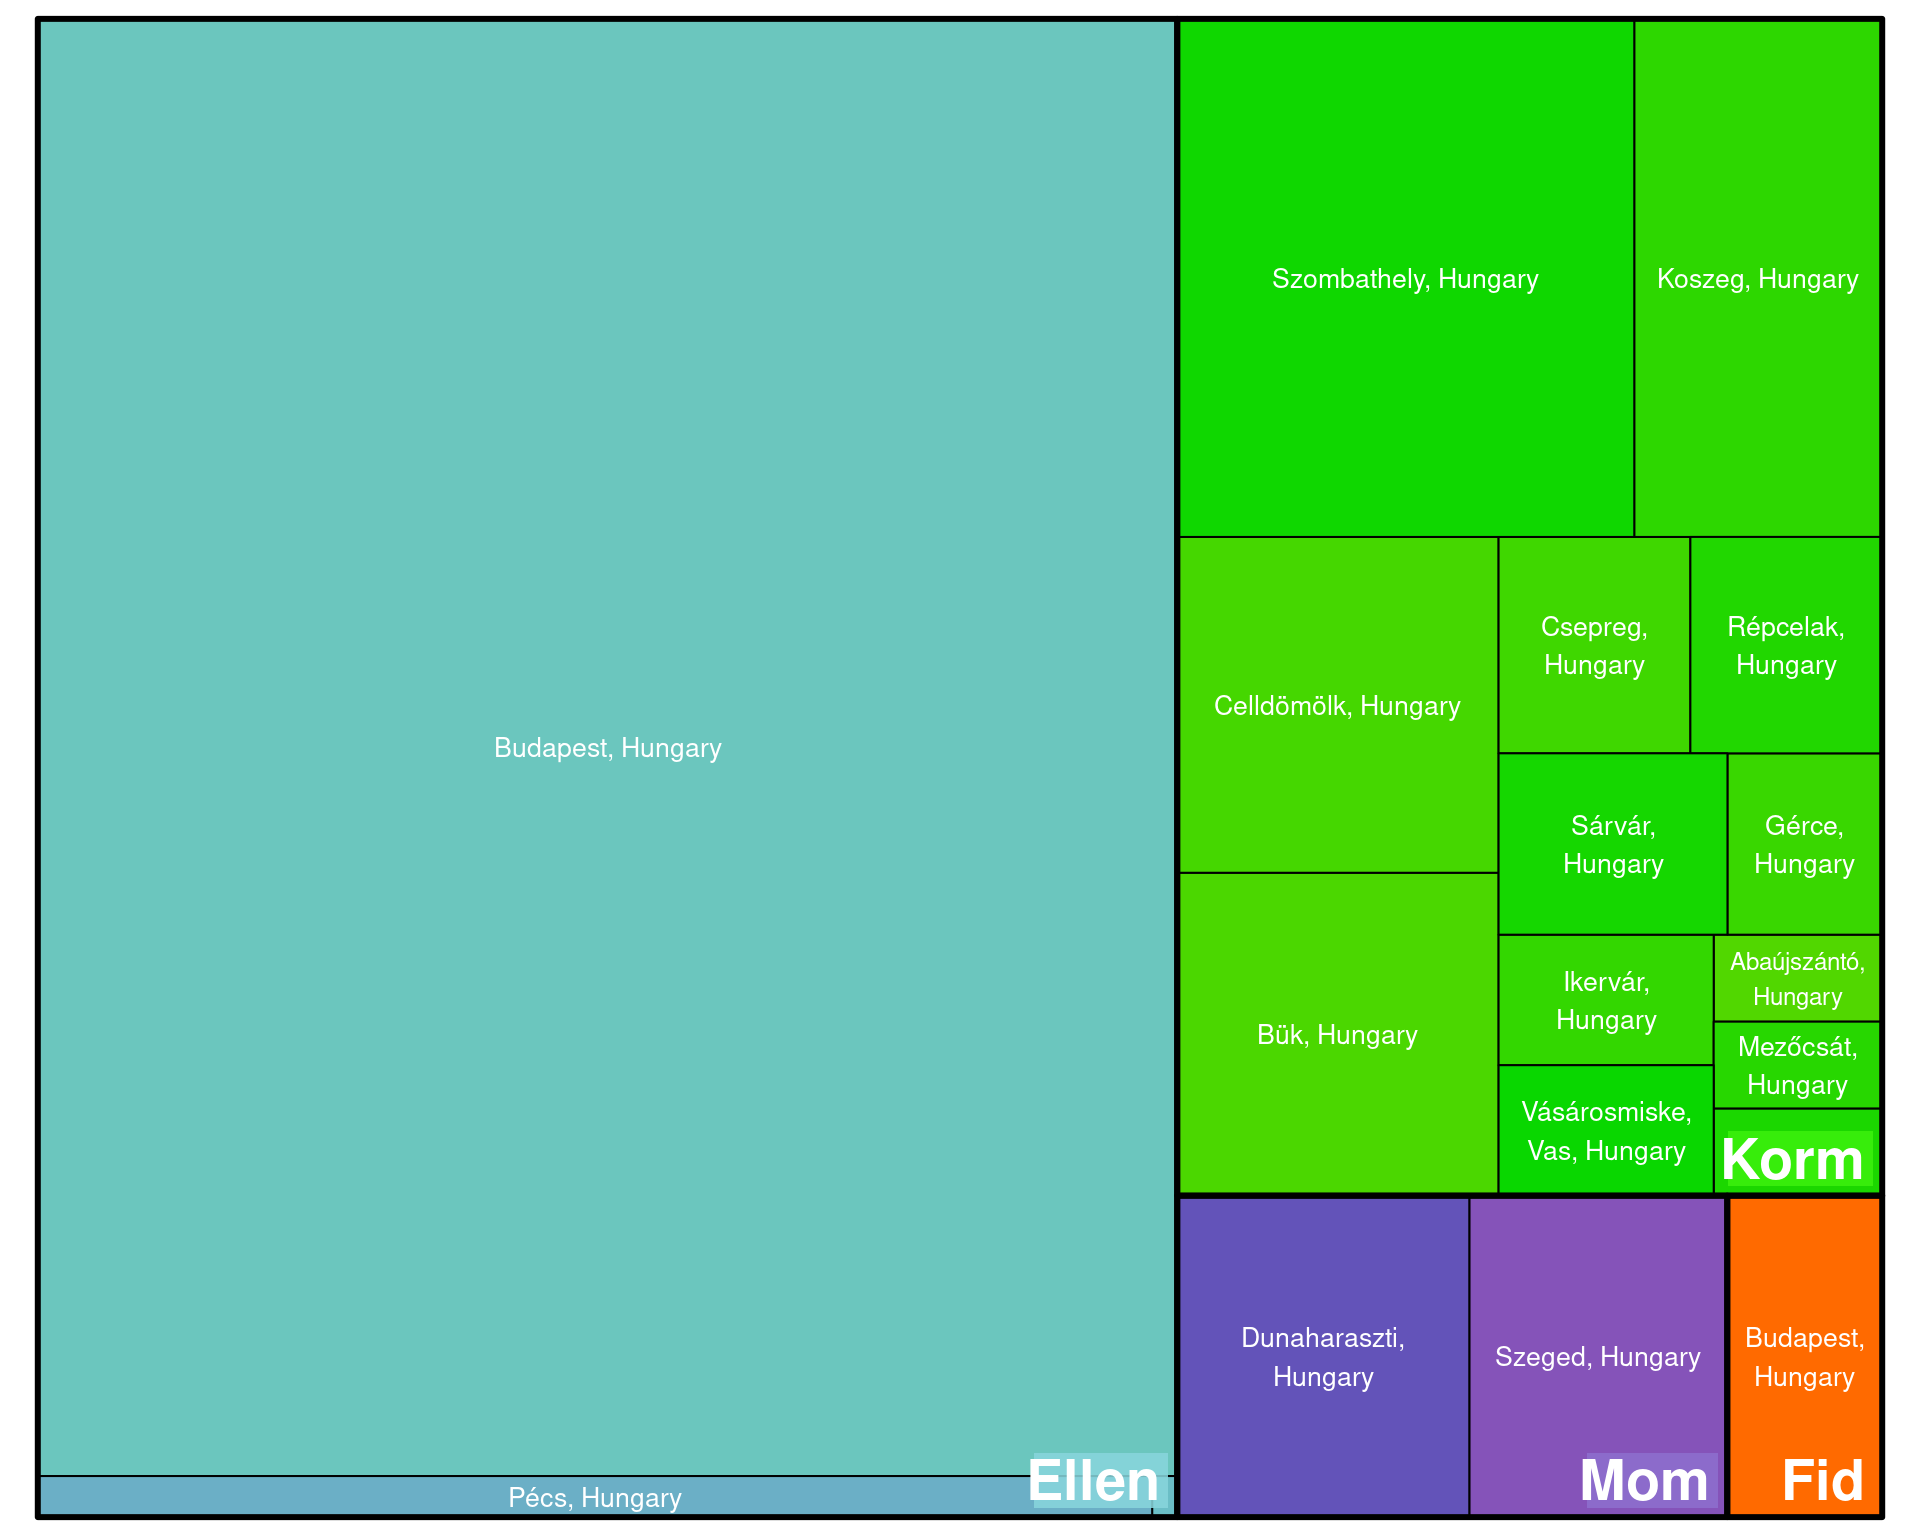 Budapest, Hungary
Pécs, Hungary
Ellen
Szombathely, Hungary
Koszeg, Hungary
Celldömölk, Hungary
Csepreg,
Hungary
Répcelak,
Hungary
Sárvár,
Hungary
Gérce,
Hungary
Bük, Hungary
Ikervár,
Hungary
Abaújszántó,
Hungary
Mezőcsát,
Hungary
Vásárosmiske,
Vas, Hungary
Korm
Dunaharaszti,
Hungary
Szeged, Hungary
Mom
Budapest,
Hungary
Fid